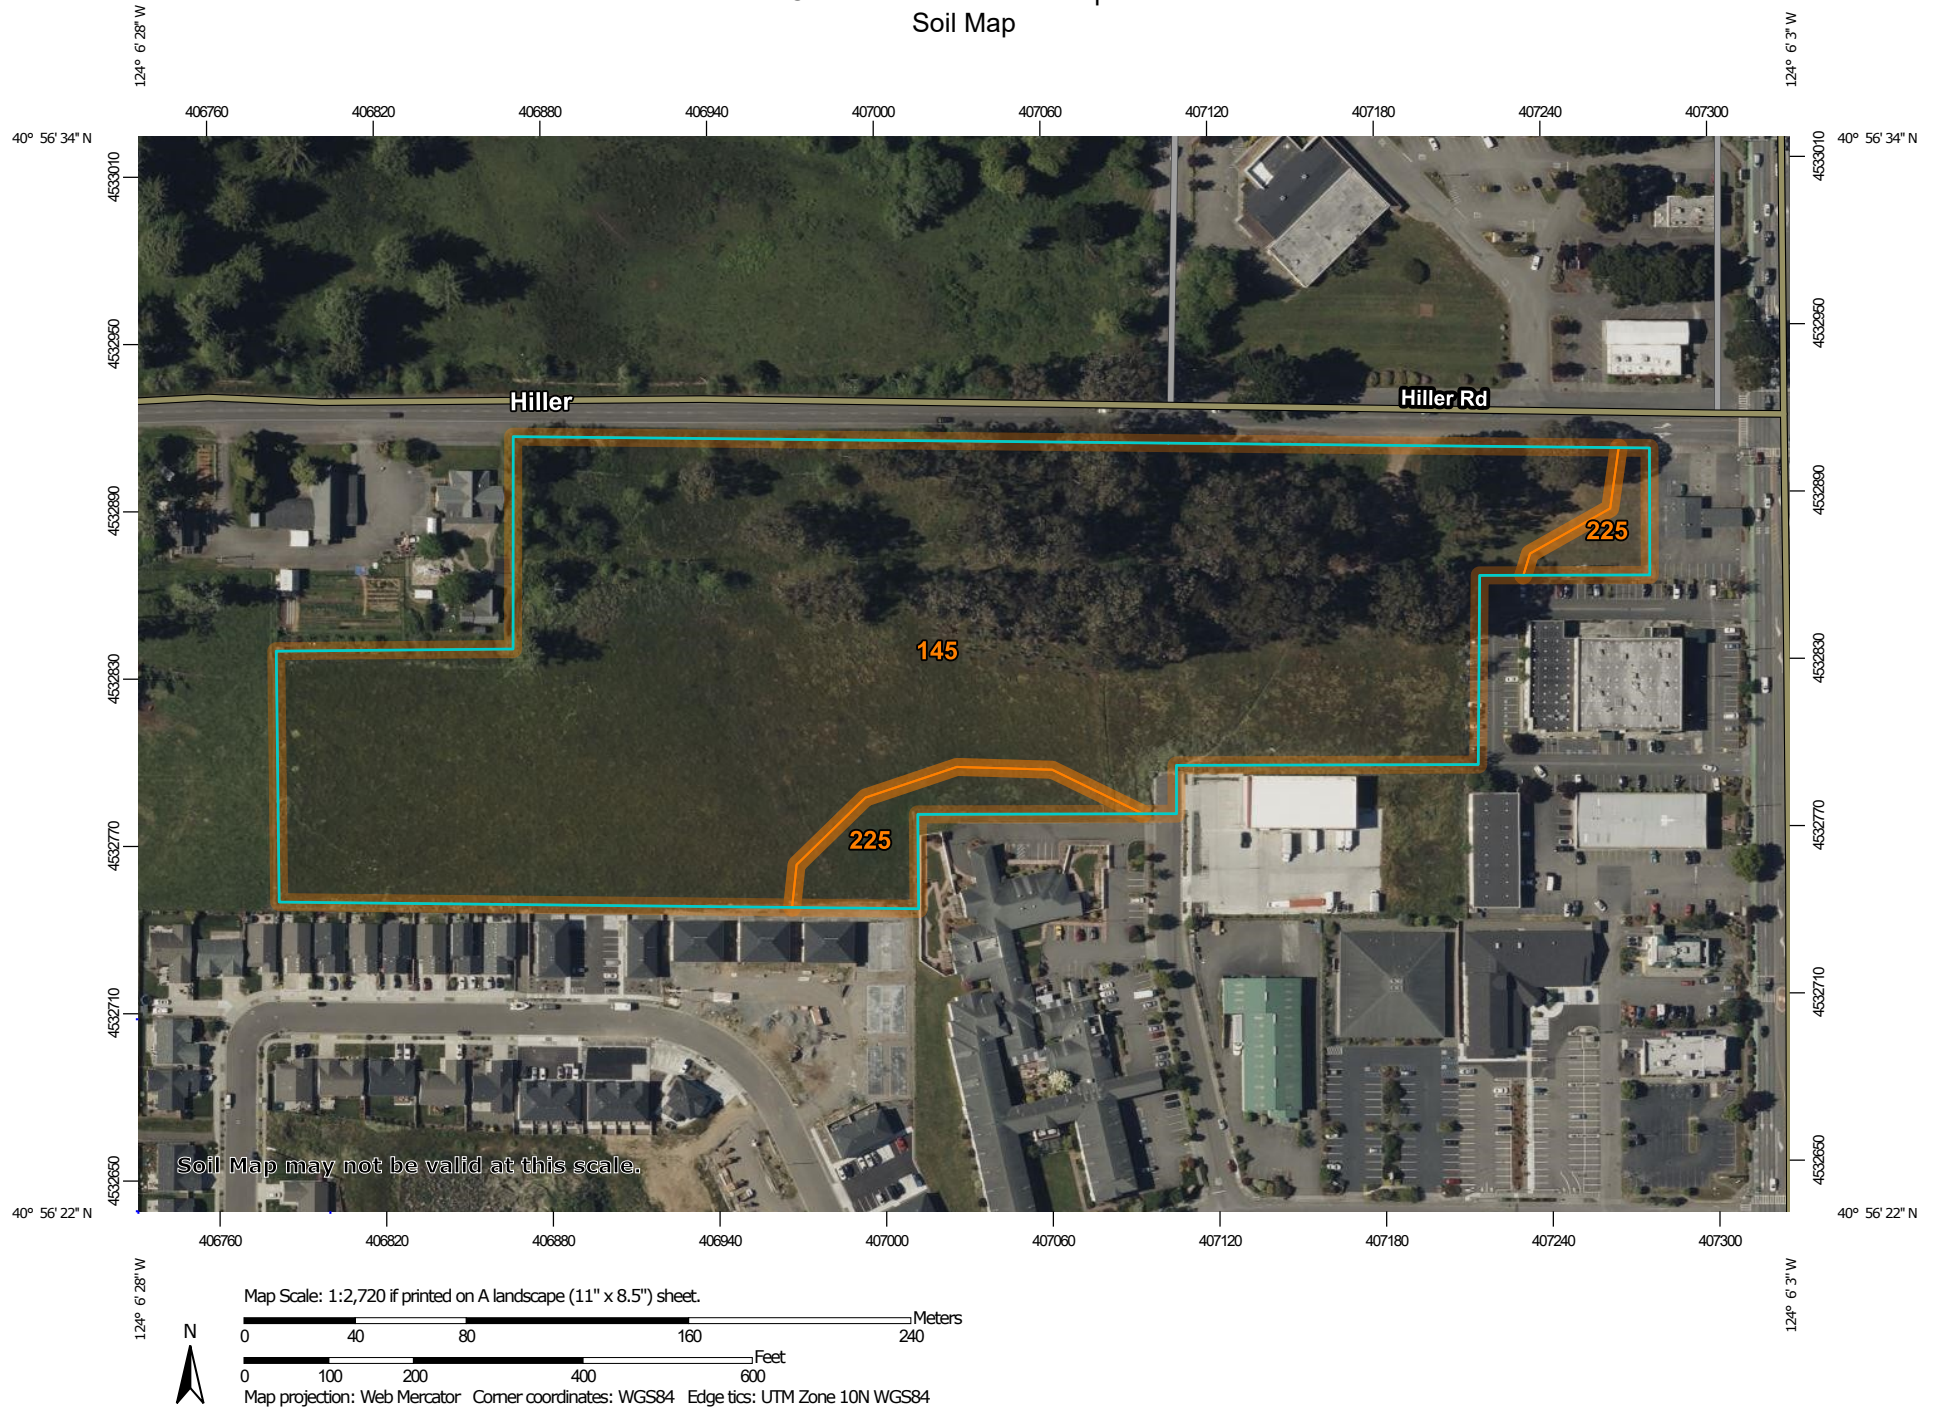 Soil Map
124° 6' 28" W
124° 6' 3" W
406760 406820 406880 406940 407000 407060 407120 407180 407240 407300
40° 56' 34" N
40° 56' 34" N
4533010
4533010
4532950
4532950
Hiller
Hiller Rd
4532890
4532890
225
145
4532830
4532830
4532770
4532770
225
4532710
4532710
4532650
4532650
Soil Map may not be valid at this scale.
40° 56' 22" N
40° 56' 22" N
406760 406820 406880 406940 407000 407060 407120 407180 407240 407300
124° 6' 28" W
124° 6' 3" W
Map Scale: 1:2,720 if printed on A landscape (11" x 8.5") sheet.
N
Meters
0 40 80 160 240
Feet
0 100 200 400 600
Map projection: Web Mercator Corner coordinates: WGS84 Edge tics: UTM Zone 10N WGS84